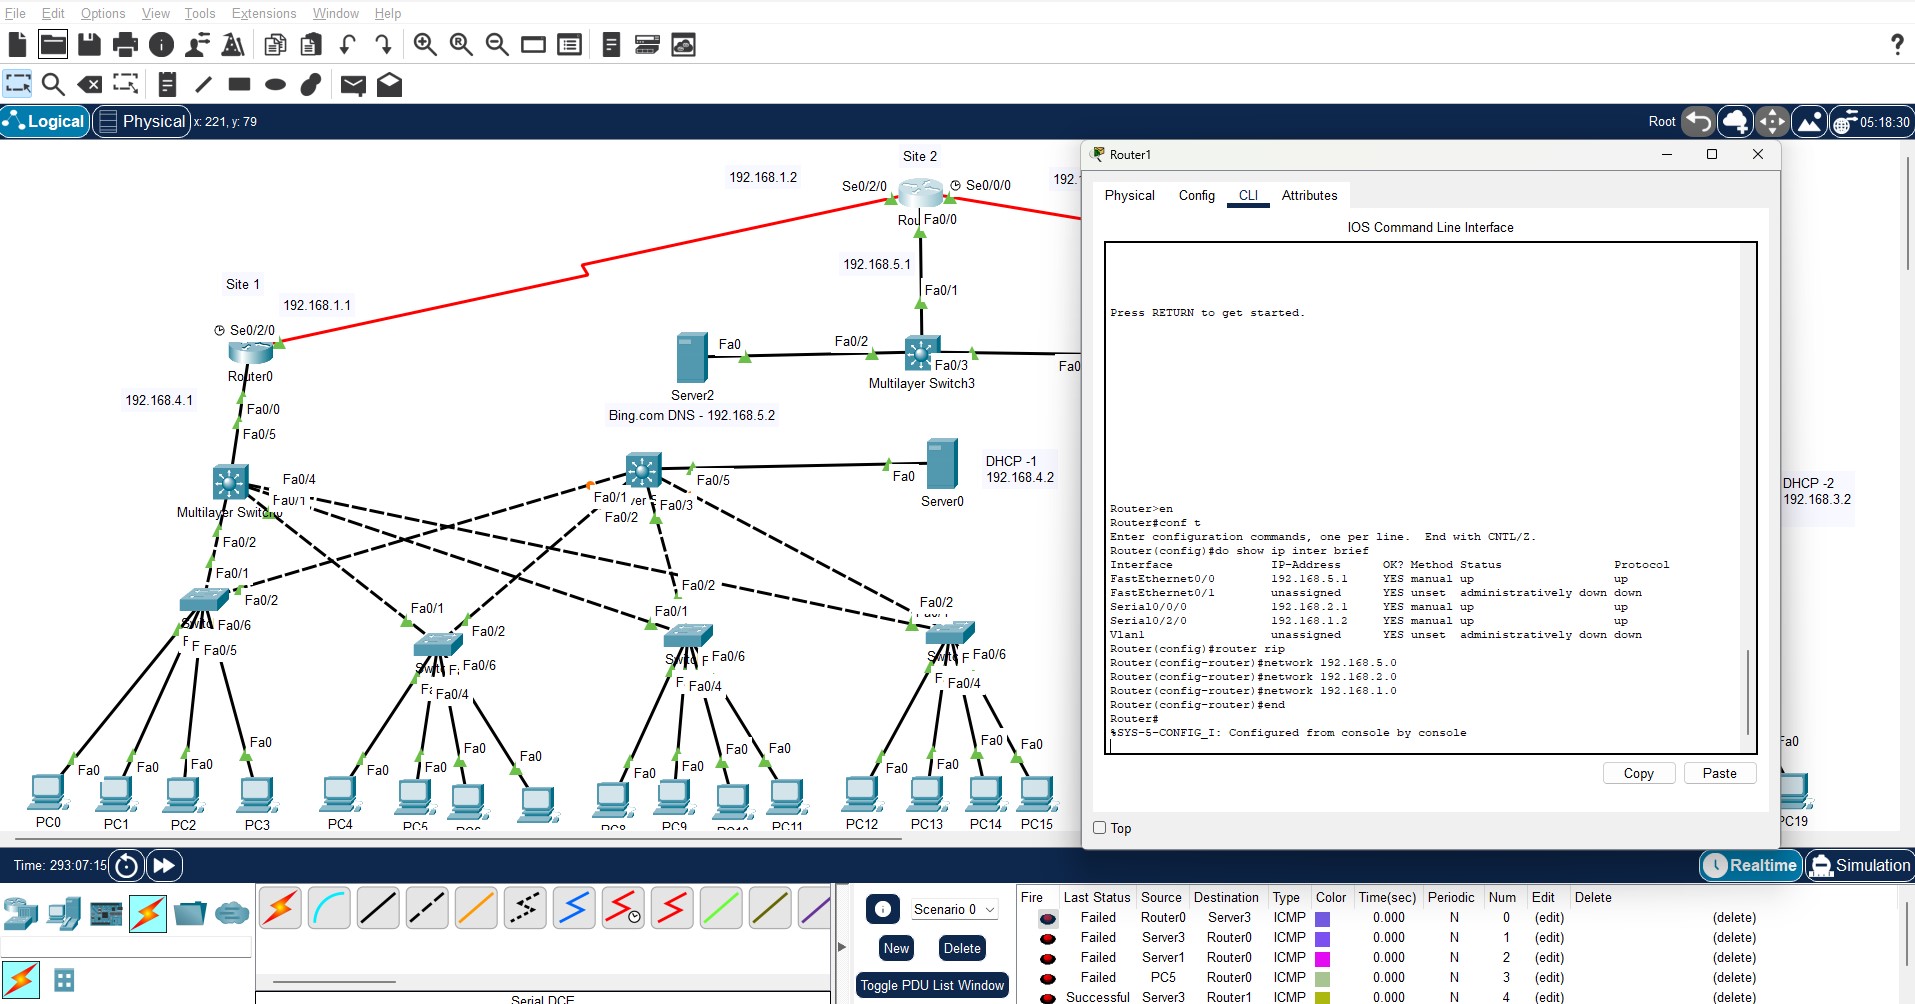 File Edit Options View Tools Extensions Window Help
?
Logical Physical x: 221, y: 79 Root 05:18:30
Site 2
192.168.1.2
Se0/2/0 Se0/0/0
192.
Rou Fa0/0
192.168.5.1
Fa0/1
Site 1
192.168.1.1
Se0/2/0
Router0
192.168.4.1
Fa0/0
Fa0/5
Fa0 Fa0/2 Fa0/3 Fa0
Multilayer Switch3
Server2
Bing.com DNS - 192.168.5.2
Fa0/4
Fa0/1
Multilayer Switch0
Fa0/5
Fa0/1
Fa0/3
Fa0/2
Fa0
Server0
DHCP -1
192.168.4.2
DHCP -2
192.168.3.2
Fa0/2
Fa0/1
Fa0/2
Fa0/6
F
F Fa0/5
Fa0/1
Fa0/2
Fa0/6
Fa0/4
Fa0/2
Fa0/1
Fa0/6
F Fa0/4
Fa0/2
F Fa0/6
F Fa0/4
Fa0 Fa0 Fa0 Fa0
PC0 PC1 PC2 PC3
Fa0 Fa0 Fa0 Fa0
PC4 PC5
Fa0 Fa0 Fa0 Fa0
PC8 PC9 PC10 PC11
Fa0 Fa0 Fa0 Fa0
PC12 PC13 PC14 PC15
Fa0
PC19
Router1
Physical Config CLI Attributes
IOS Command Line Interface
Press RETURN to get started.
Router>en
Router#conf t
Enter configuration commands, one per line. End with CNTL/Z.
Router(config)#do show ip inter brief
Interface IP-Address OK? Method Status Protocol
FastEthernet0/0 192.168.5.1 YES manual up up
FastEthernet0/1 unassigned YES unset administratively down down
Serial0/0/0 192.168.2.1 YES manual up up
Serial0/2/0 192.168.1.2 YES manual up up
Vlan1 unassigned YES unset administratively down down
Router(config)#router rip
Router(config-router)#network 192.168.5.0
Router(config-router)#network 192.168.2.0
Router(config-router)#network 192.168.1.0
Router(config-router)#end
Router#
%SYS-5-CONFIG_I: Configured from console by console
Copy Paste
Top
Time: 293:07:15 Realtime Simulation
Scenario 0
New Delete
Toggle PDU List Window
Serial DCE
Fire Last Status Source Destination Type Color Time(sec) Periodic Num Edit Delete
Failed Router0 Server3 ICMP 0.000 N 0 (edit) (delete)
Failed Server3 Router0 ICMP 0.000 N 1 (edit) (delete)
Failed Server1 Router0 ICMP 0.000 N 2 (edit) (delete)
Failed PC5 Router0 ICMP 0.000 N 3 (edit) (delete)
Successful Server3 Router1 ICMP 0.000 N 4 (edit) (delete)